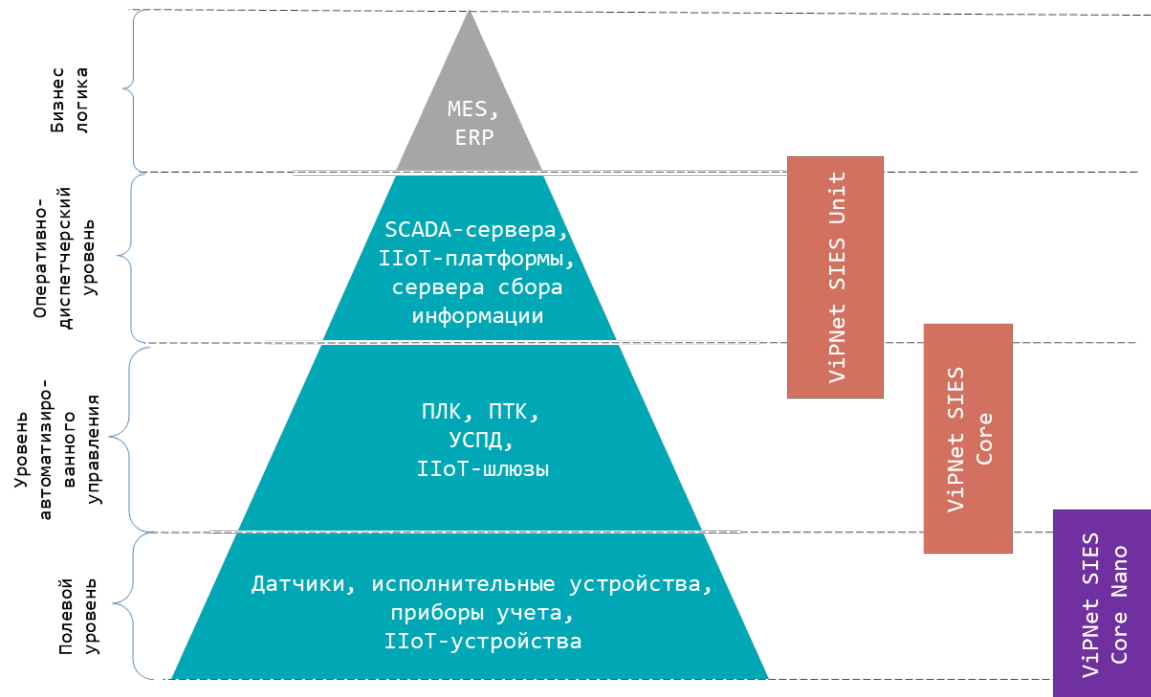 Бизнес
логика
MES,
ERP
Оперативно-
диспетчерский
уровень
SCADA-сервера,
IIoT-платформы,
сервера сбора
информации
ViPNet SIES Unit
Уровень
автоматизиро-
ванного
управления
ПЛК, ПТК,
УСПД,
IIoT-шлюзы
ViPNet SIES
Core
Полевой
уровень
Датчики, исполнительные устройства,
приборы учета,
IIoT-устройства
ViPNet SIES
Core Nano